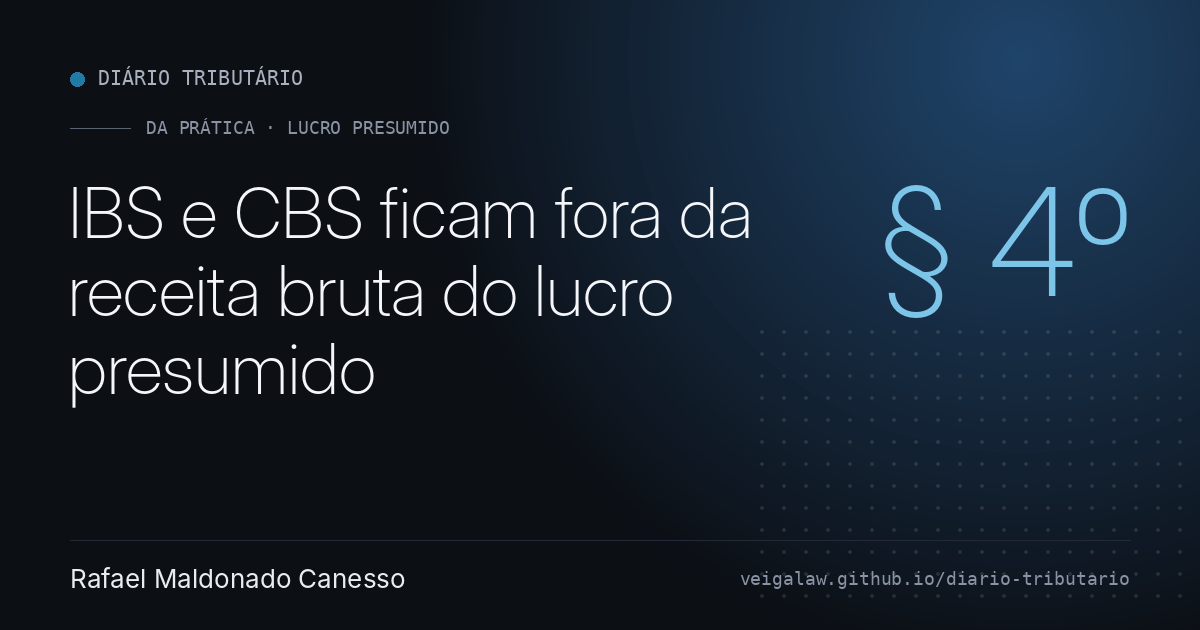 DIÁRIO TRIBUTÁRIO
DA PRÁTICA · LUCRO PRESUMIDO
IBS e CBS ficam fora da
receita bruta do lucro
presumido
§ 4º
Rafael Maldonado Canesso
veigalaw.github.io/diario-tributario